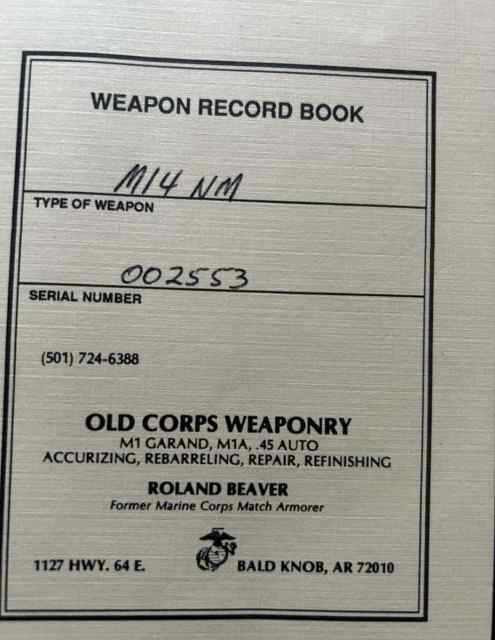 WEAPON RECORD BOOK
M14 NM
TYPE OF WEAPON
002553
SERIAL NUMBER
(501) 724-6388
OLD CORPS WEAPONRY
M1 GARAND, M1A, .45 AUTO
ACCURIZING, REBARRELING, REPAIR, REFINISHING
ROLAND BEAVER
Former Marine Corps Match Armorer
1127 HWY. 64 E. BALD KNOB, AR 72010